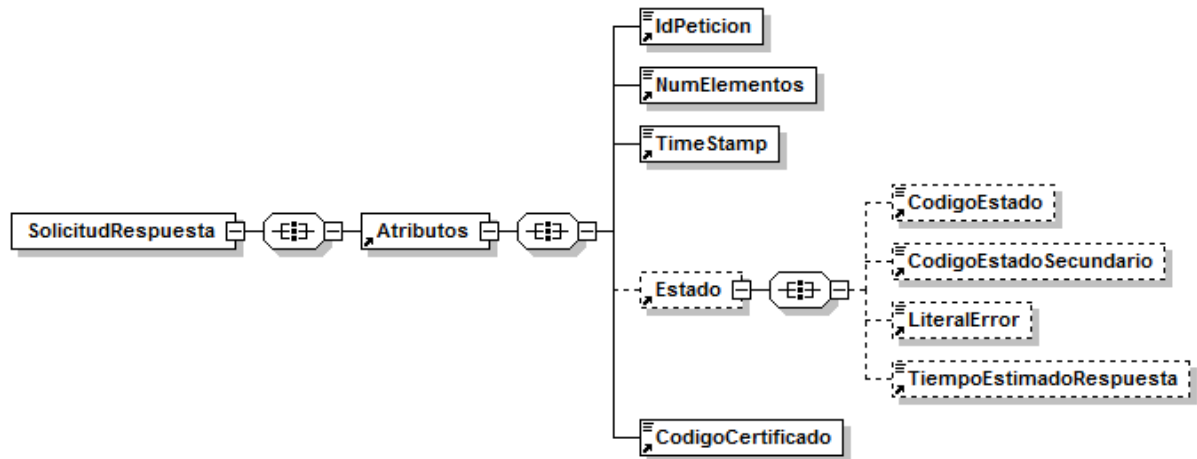 IdPeticion
NumElementos
TimeStamp
SolicitudRespuesta
Atributos
Estado
CodigoEstado
CodigoEstadoSecundario
LiteralError
TiempoEstimadoRespuesta
CodigoCertificado